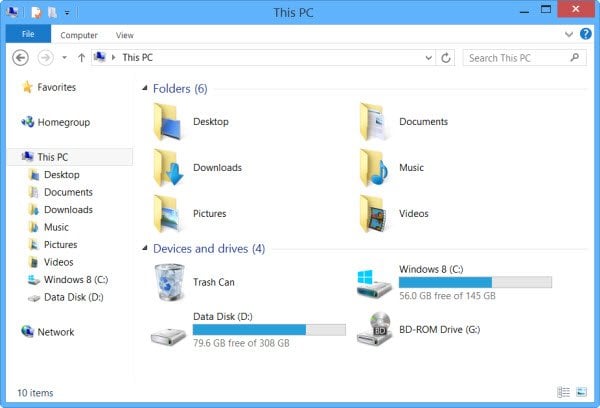 This PC
File Computer View
This PC Search This PC
Favorites
Homegroup
This PC
Desktop
Documents
Downloads
Music
Pictures
Videos
Windows 8 (C:)
Data Disk (D:)
Network
Folders (6)
Desktop Documents
Downloads Music
Pictures Videos
Devices and drives (4)
Trash Can
Windows 8 (C:)
56.0 GB free of 145 GB
Data Disk (D:)
79.6 GB free of 308 GB
BD
BD-ROM Drive (G:)
10 items